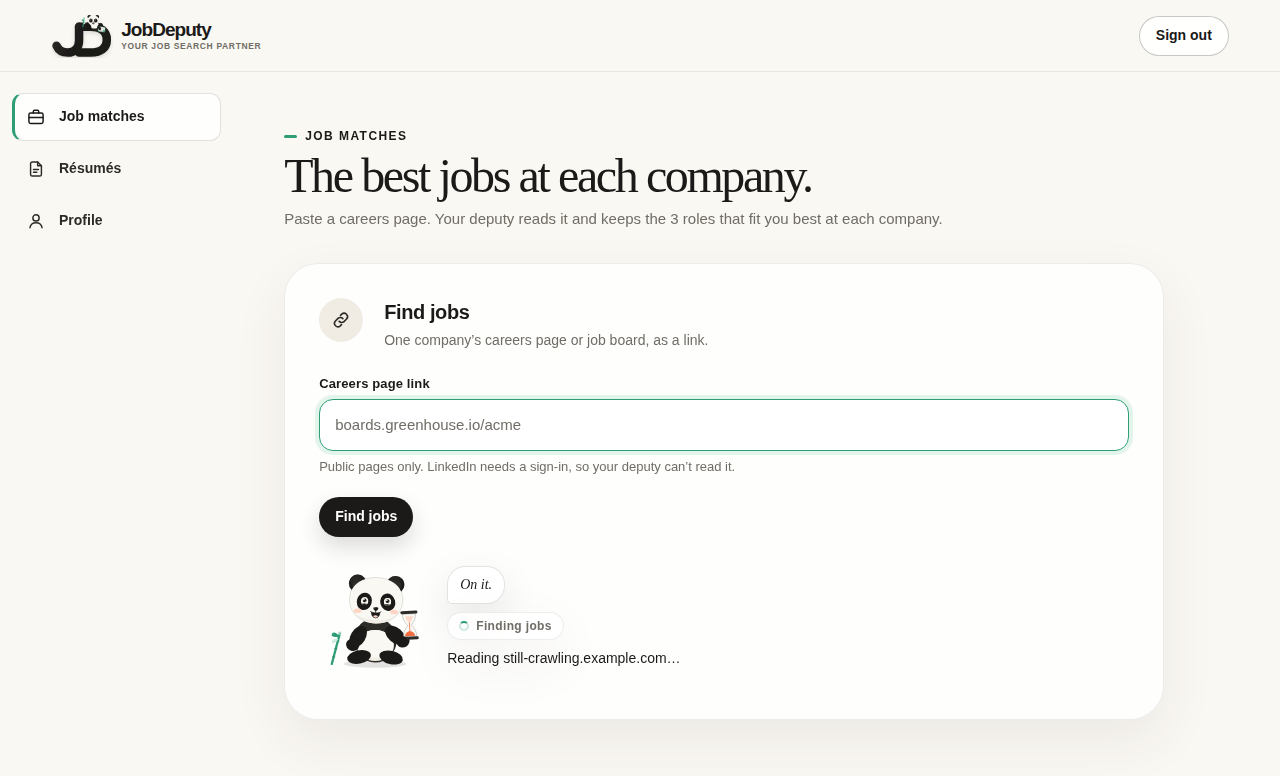 JobDeputy
YOUR JOB SEARCH PARTNER
Sign out
Job matches
Résumés
Profile
JOB MATCHES
The best jobs at each company.
Paste a careers page. Your deputy reads it and keeps the 3 roles that fit you best at each company.
Find jobs
One company’s careers page or job board, as a link.
Careers page link
boards.greenhouse.io/acme
Public pages only. LinkedIn needs a sign-in, so your deputy can’t read it.
Find jobs
On it.
Finding jobs
Reading still-crawling.example.com…